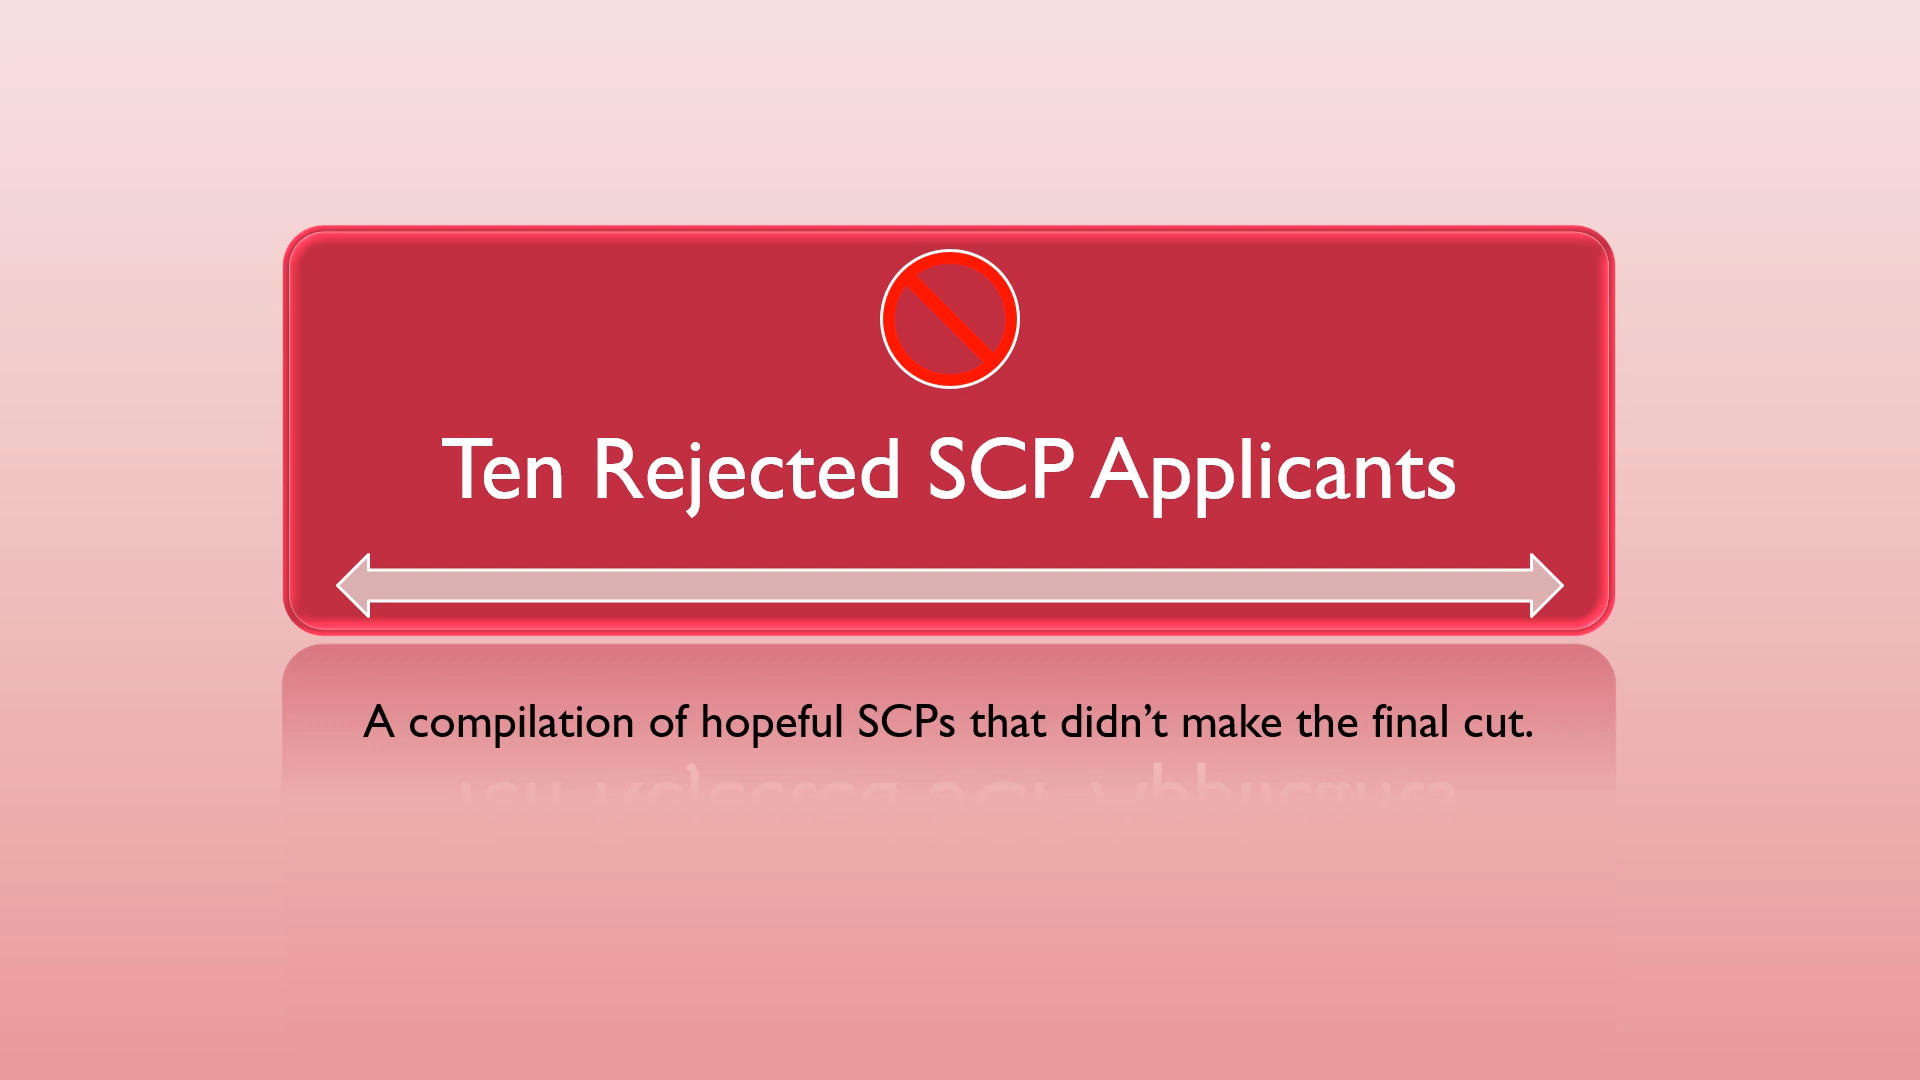 Ten Rejected SCP Applicants
A compilation of hopeful SCPs that didn’t make the final cut.